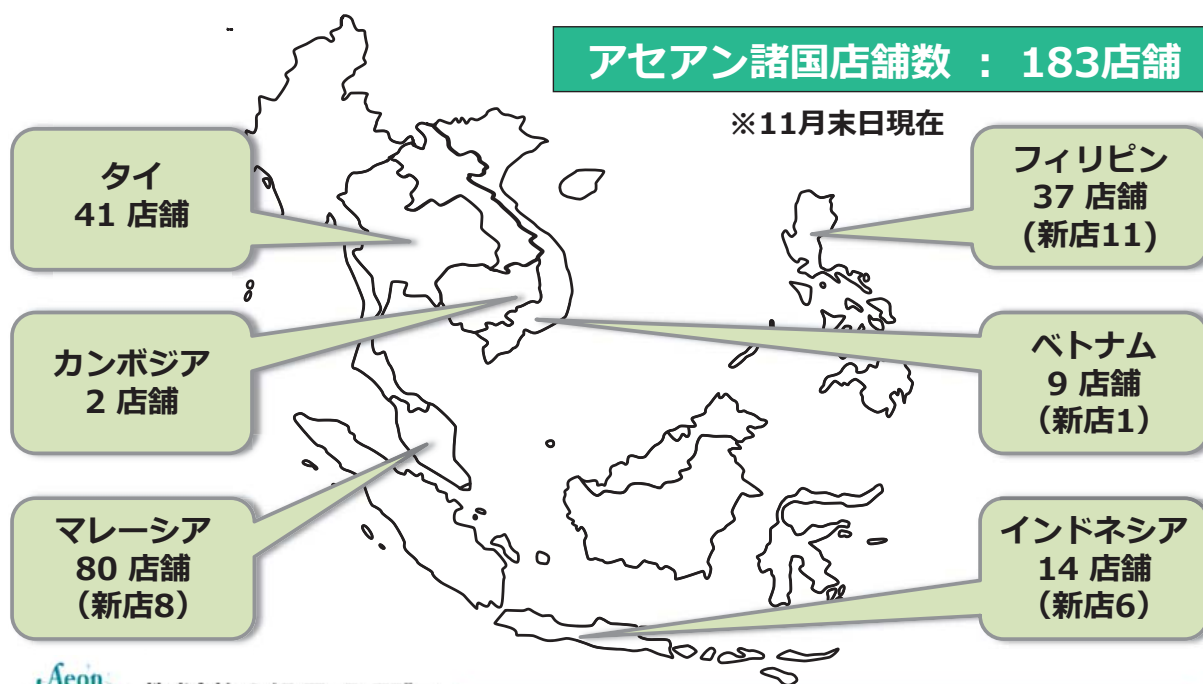 アセアン諸国店舗数 : 183店舗
※11月末日現在
タイ
41 店舗
カンボジア
2 店舗
マレーシア
80 店舗
（新店8）
フィリピン
37 店舗
(新店11)
ベトナム
9 店舗
（新店1）
インドネシア
14 店舗
（新店6）
Aeon